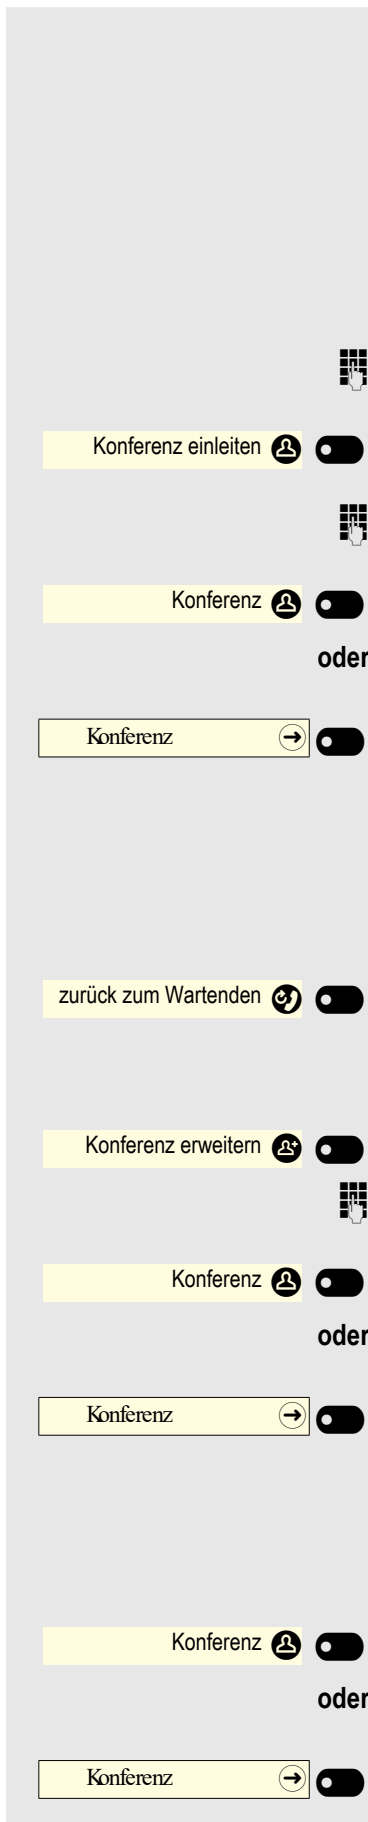 Konferenz einleiten
Konferenz
oder
Konferenz
zurück zum Wartenden
Konferenz erweitern
Konferenz
oder
Konferenz
Konferenz
oder
Konferenz